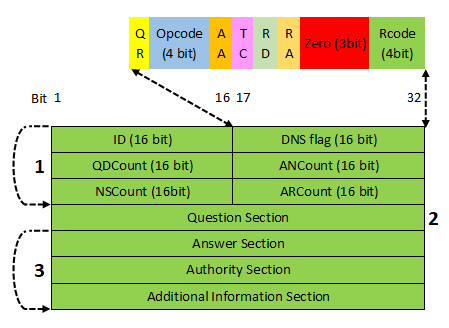 Q R
Opcode (4 bit)
A A
T C
R D
R A
Zero (3bit)
Rcode (4bit)
Bit 1 16 17 32
ID (16 bit) DNS flag (16 bit)
1 QDCount (16 bit) ANCount (16 bit)
NSCount (16bit) ARCount (16 bit)
Question Section 2
Answer Section
3 Authority Section
Additional Information Section